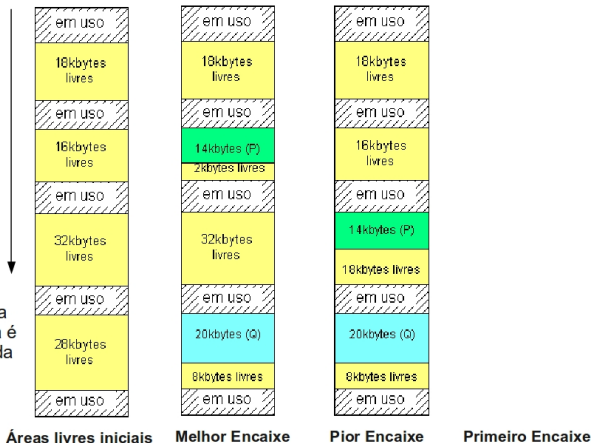 em uso
18kbytes
livres
em uso
16kbytes
livres
em uso
32kbytes
livres
em uso
28kbytes
livres
em uso
a
é
da
Áreas livres iniciais
em uso
18kbytes
livres
em uso
14kbytes (P)
2kbytes livres
em uso
32kbytes
livres
em uso
20kbytes (Q)
8kbytes livres
em uso
Melhor Encaixe
em uso
18kbytes
livres
em uso
16kbytes
livres
em uso
14kbytes (P)
18kbytes livres
em uso
20kbytes (Q)
8kbytes livres
em uso
Pior Encaixe
Primeiro Encaixe